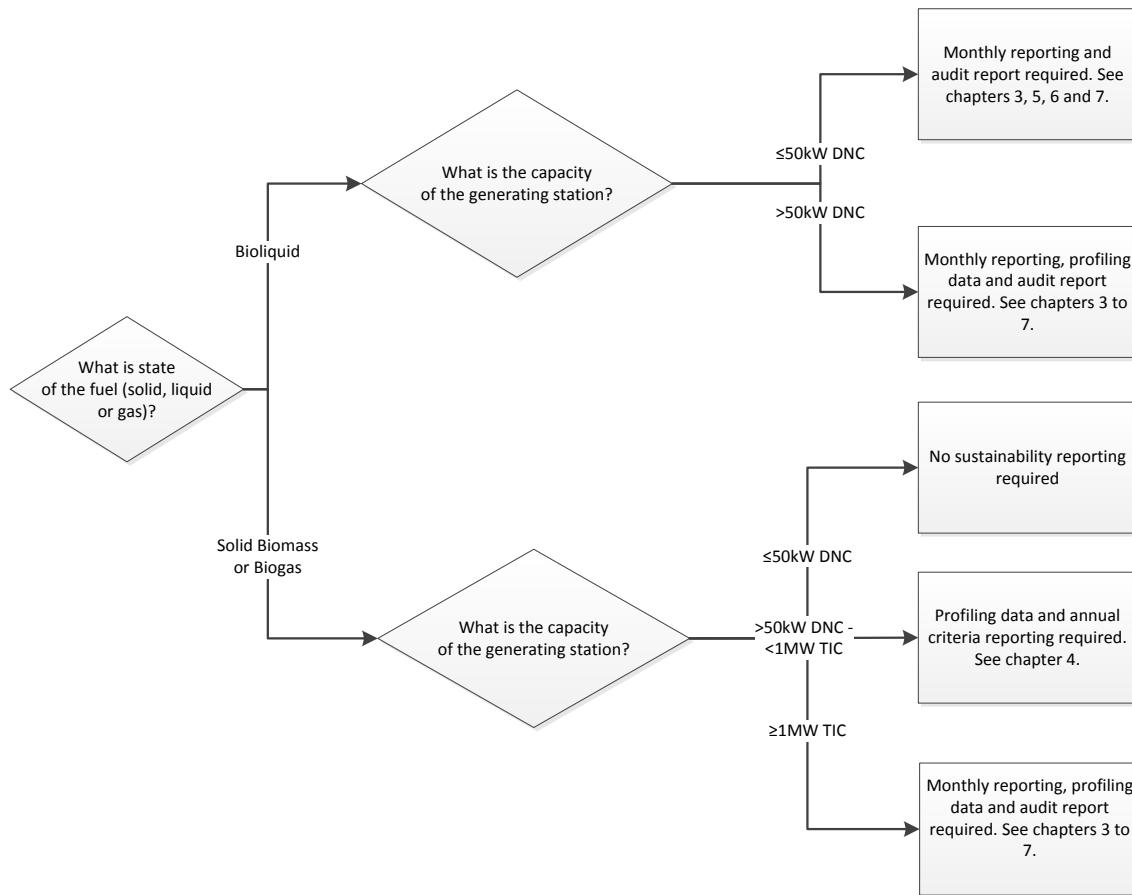 What is state
of the fuel (solid, liquid
or gas)?
Bioliquid
What is the capacity
of the generating station?
≤50kW DNC
Monthly reporting and
audit report required. See
chapters 3, 5, 6 and 7.
>50kW DNC
Monthly reporting, profiling
data and audit report
required. See chapters 3 to
7.
Solid Biomass
or Biogas
What is the capacity
of the generating station?
≤50kW DNC
No sustainability reporting
required
>50kW DNC -
<1MW TIC
Profiling data and annual
criteria reporting required.
See chapter 4.
≥1MW TIC
Monthly reporting, profiling
data and audit report
required. See chapters 3 to
7.